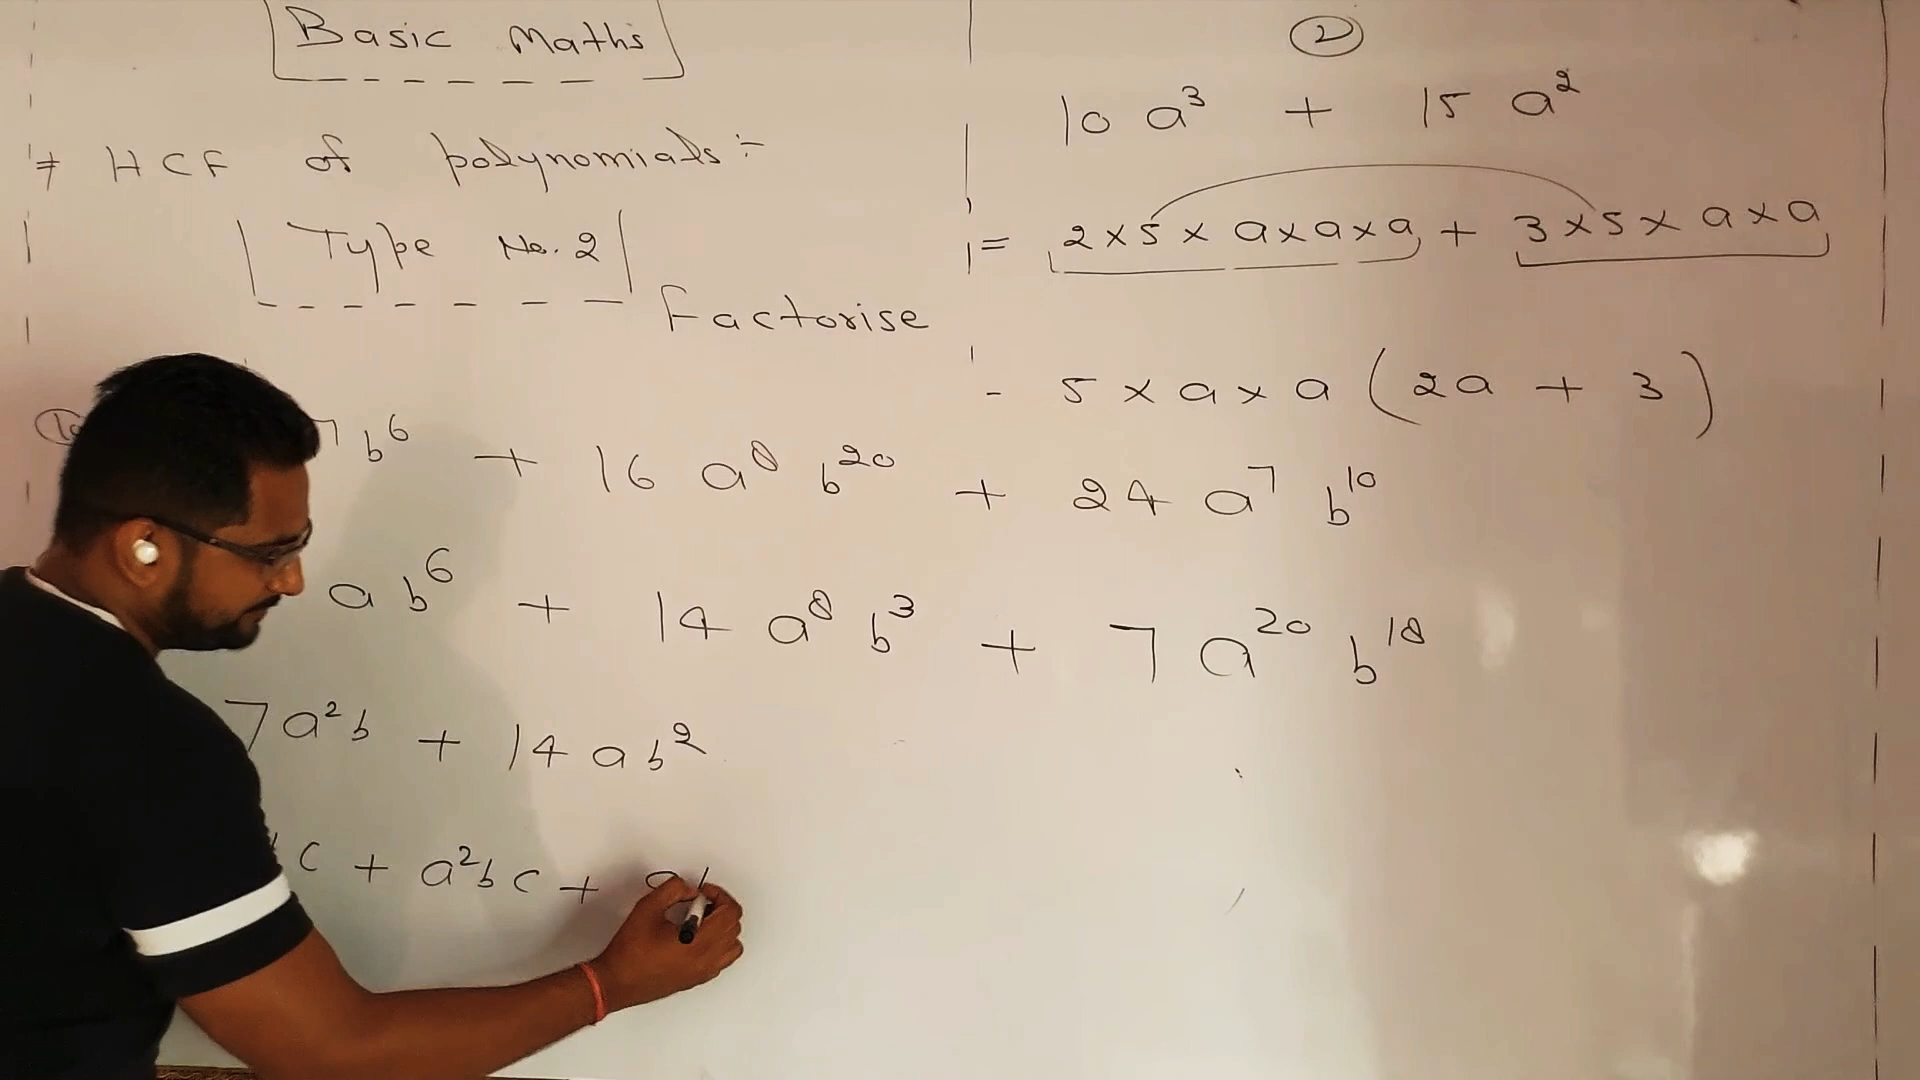 Basic Maths
HCF of polynomials :-
Type No. 2
Factorise
7 b⁶ + 16 a⁸ b²⁰ + 24 a⁷ b¹⁰
a b⁶ + 14 a⁸ b³ + 7 a²⁰ b¹⁸
7a²b + 14 ab²
c + a²bc +
②
10 a³ + 15 a²
= 2×5 × a×a×a + 3×5× a×a
- 5 × a × a (2a + 3)